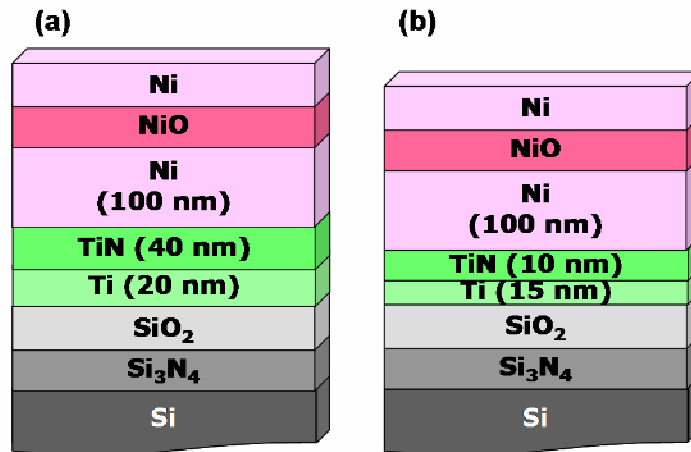 (a)
Ni
NiO
Ni
(100 nm)
TiN (40 nm)
Ti (20 nm)
SiO₂
Si₃N₄
Si
(b)
Ni
NiO
Ni
(100 nm)
TiN (10 nm)
Ti (15 nm)
SiO₂
Si₃N₄
Si